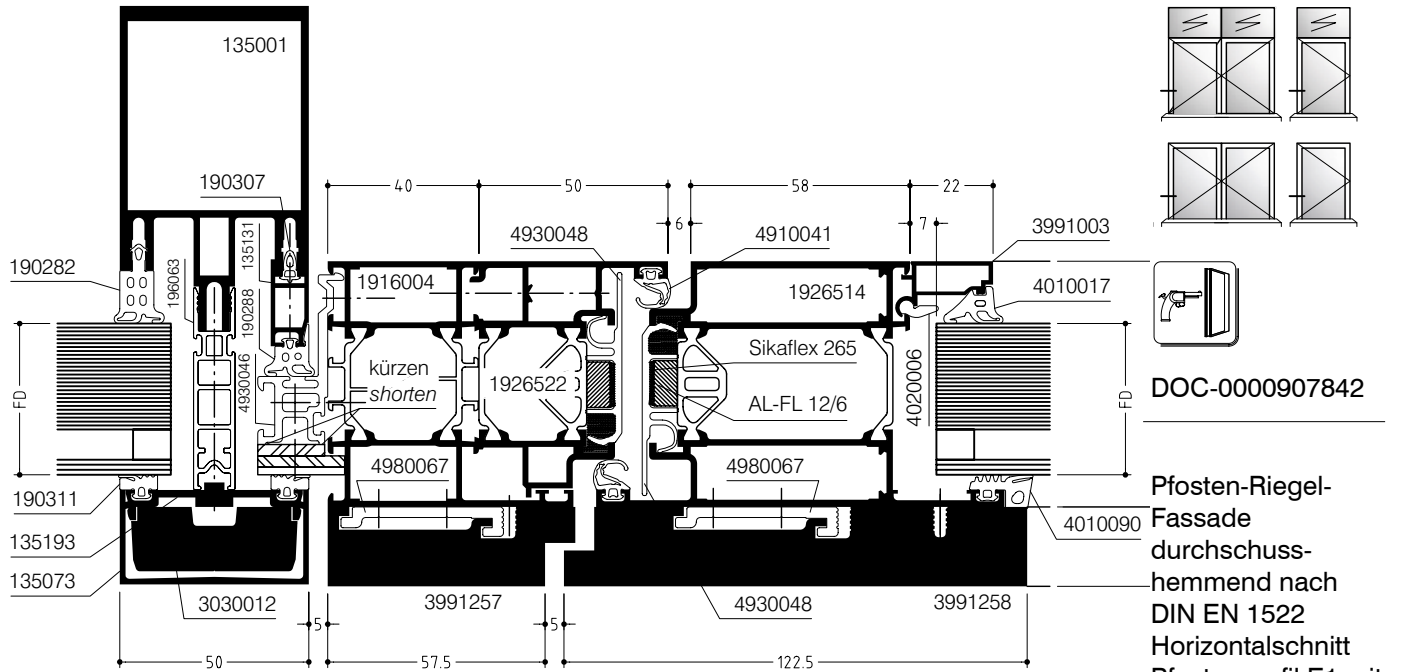 135001
190307
40
50
58
22
6
7
4930048
4910041
3991003
190282
196063
135131
190288
4930046
1916004
1926514
4010017
FD
kürzen
shorten
1926522
Sikaflex 265
AL-FL 12/6
4020006
FD
DOC-0000907842
4980067
4980067
190311
4010090
135193
135073
3030012
3991257
4930048
3991258
5
5
50
57.5
122.5
Pfosten-Riegel-
Fassade
durchschuss-
hemmend nach
DIN EN 1522
Horizontalschnitt